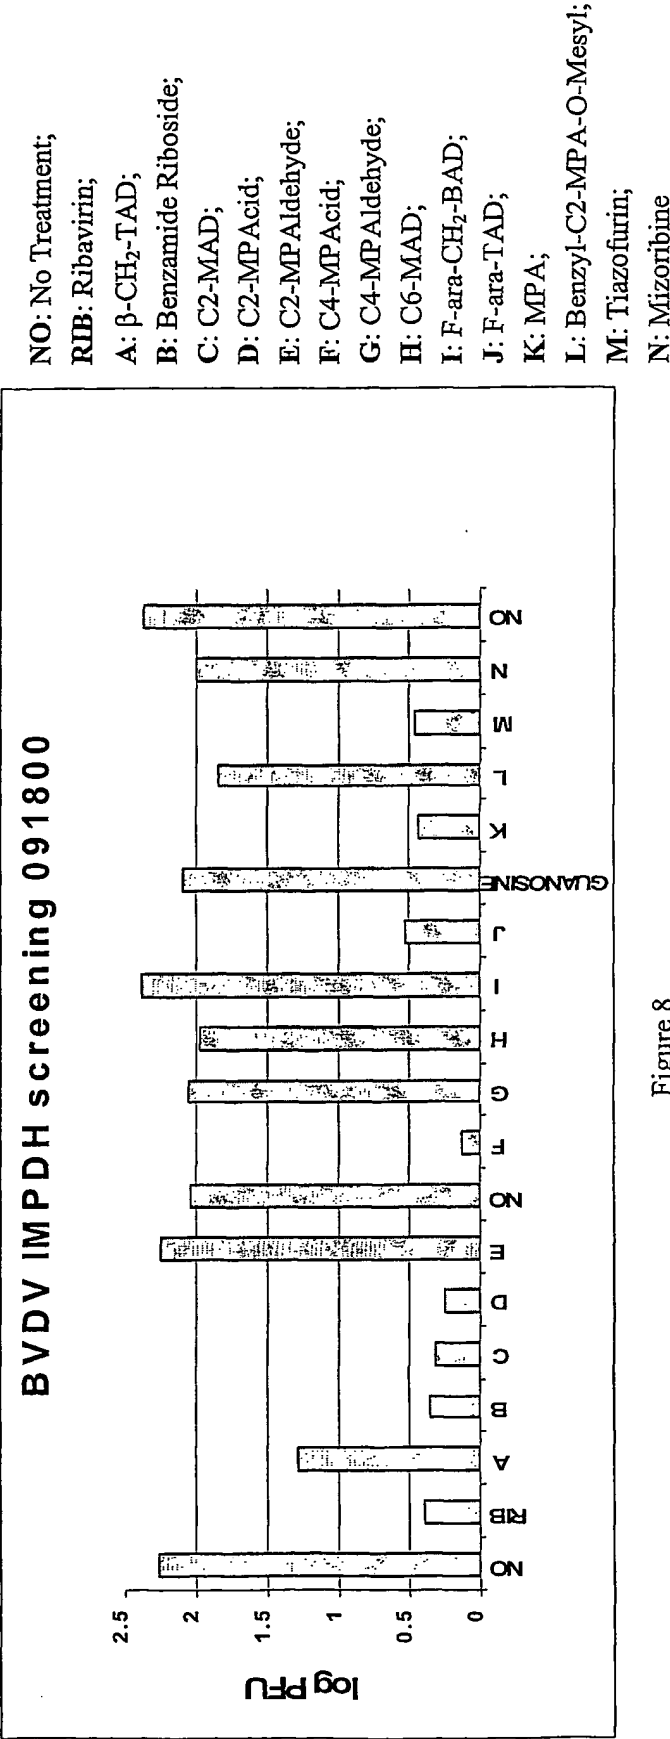 BVDV IMPDH screening 091800
log PFU
2.5
2
1.5
1
0.5
0
NO
RIB
A
B
C
D
E
NO
F
G
H
I
J
GUANOSINE
K
L
M
N
NO
NO: No Treatment;
RIB: Ribavirin;
A: β-CH₂-TAD;
B: Benzamide Riboside;
C: C2-MAD;
D: C2-MPAcid;
E: C2-MPAldehyde;
F: C4-MPAcid;
G: C4-MPAldehyde;
H: C6-MAD;
I: F-ara-CH₂-BAD;
J: F-ara-TAD;
K: MPA;
L: Benzyl-C2-MPA-O-Mesyl;
M: Tiazofurin;
N: Mizoribine
Figure 8